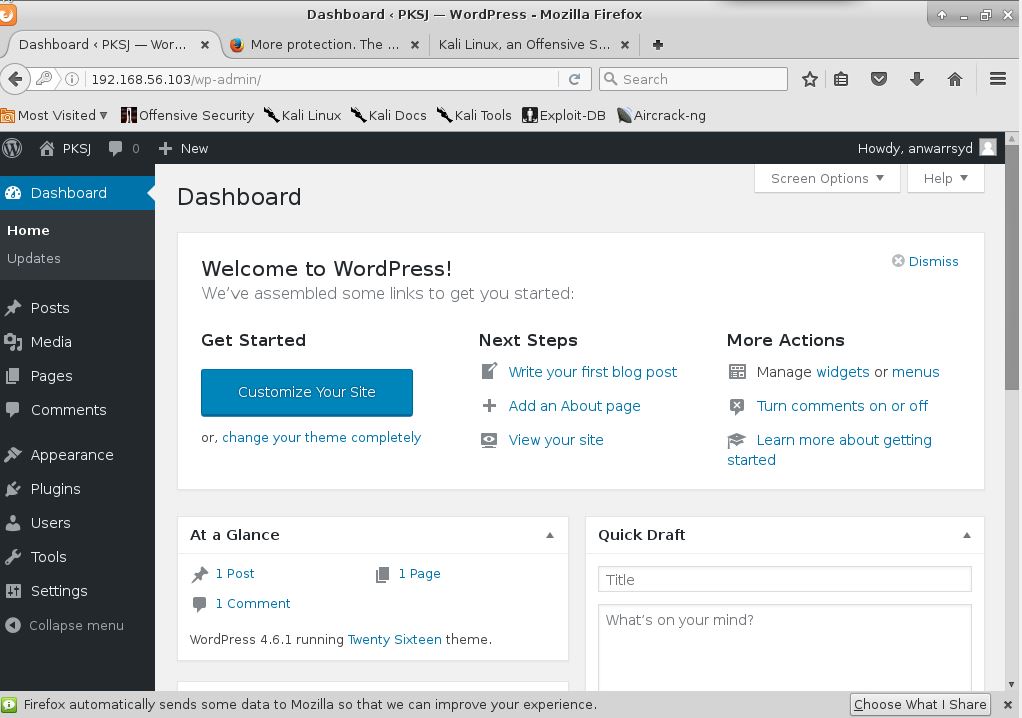 Dashboard ‹ PKSJ — WordPress - Mozilla Firefox
Dashboard ‹ PKSJ — Wor...
More protection. The ...
Kali Linux, an Offensive S...
192.168.56.103/wp-admin/
Search
Most Visited
Offensive Security
Kali Linux
Kali Docs
Kali Tools
Exploit-DB
Aircrack-ng
PKSJ
0
New
Howdy, anwarrsyd
Dashboard
Home
Updates
Posts
Media
Pages
Comments
Appearance
Plugins
Users
Tools
Settings
Collapse menu
Screen Options
Help
Dashboard
Welcome to WordPress!
Dismiss
We’ve assembled some links to get you started:
Get Started
Customize Your Site
or, change your theme completely
Next Steps
Write your first blog post
Add an About page
View your site
More Actions
Manage widgets or menus
Turn comments on or off
Learn more about getting
started
At a Glance
1 Post
1 Page
1 Comment
WordPress 4.6.1 running Twenty Sixteen theme.
Quick Draft
Title
What’s on your mind?
Firefox automatically sends some data to Mozilla so that we can improve your experience.
Choose What I Share